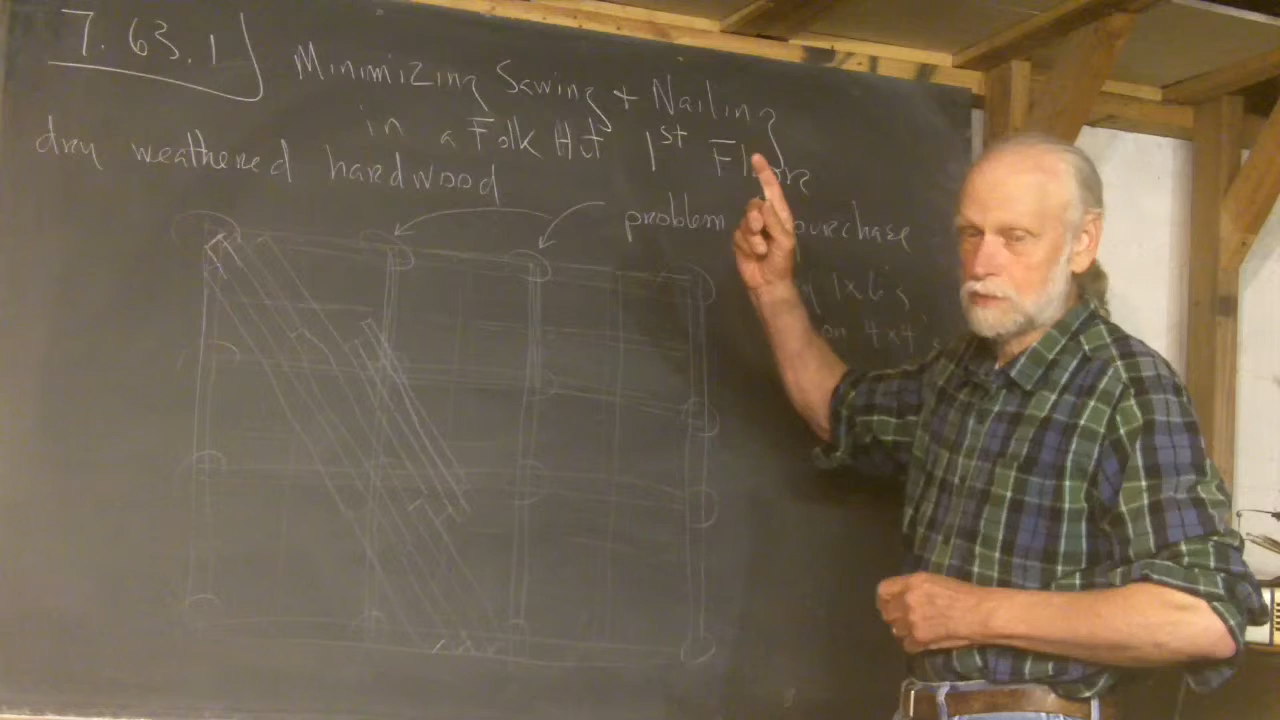 7.63.1 Minimizing Sawing + Nailing
in a Folk Hut 1st Floor
dry weathered hardwood
problem purchase
1x6's
on 4x4's